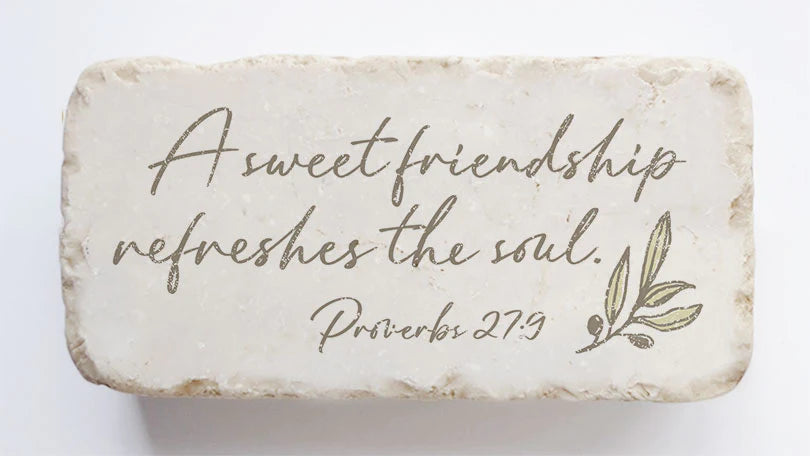 A sweet friendship
refreshes the soul.
Proverbs 27:9